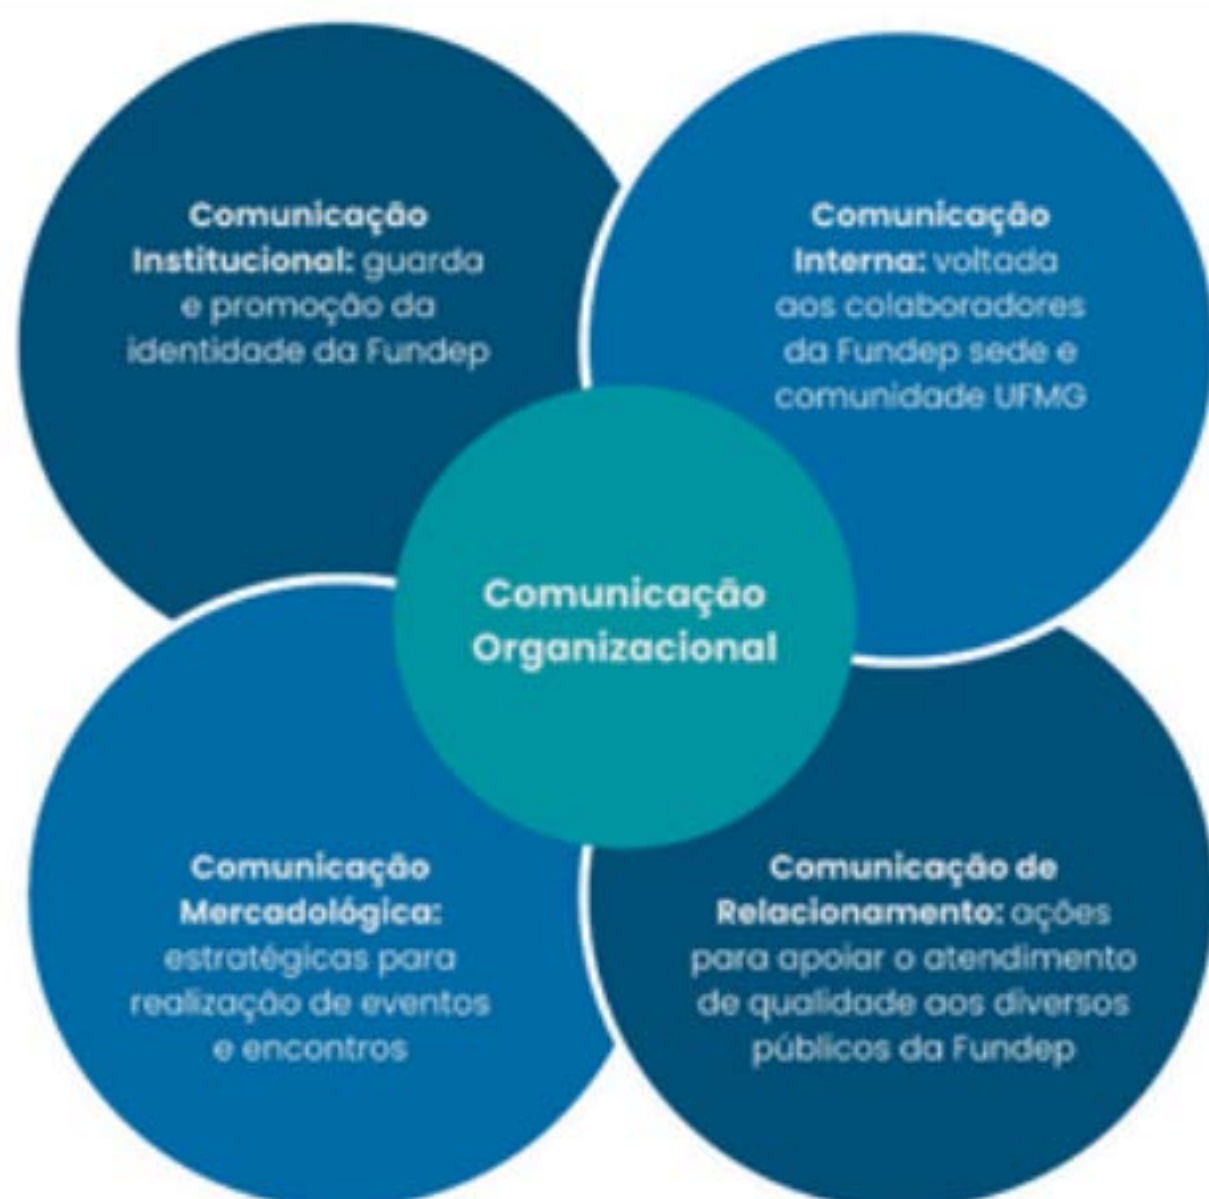 Comunicação
Institucional: guarda
e promoção da
identidade da Fundep
Comunicação
Interna: voltada
aos colaboradores
da Fundep sede e
comunidade UFMG
Comunicação
Organizacional
Comunicação
Mercadológica:
estratégicas para
realização de eventos
e encontros
Comunicação de
Relacionamento: ações
para apoiar o atendimento
de qualidade aos diversos
públicos da Fundep